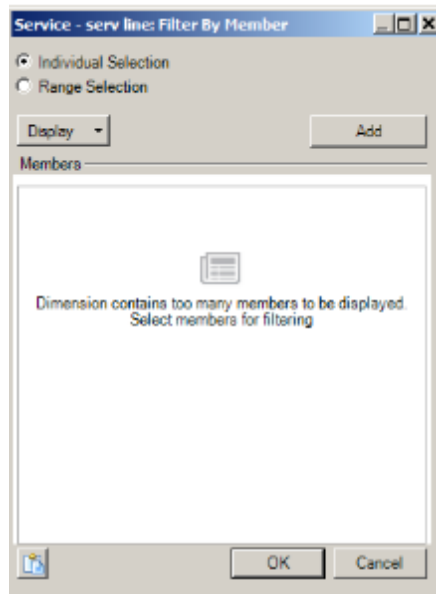 Service - serv line: Filter By Member
Individual Selection
Range Selection
Display
Add
Members
Dimension contains too many members to be displayed.
Select members for filtering
OK
Cancel